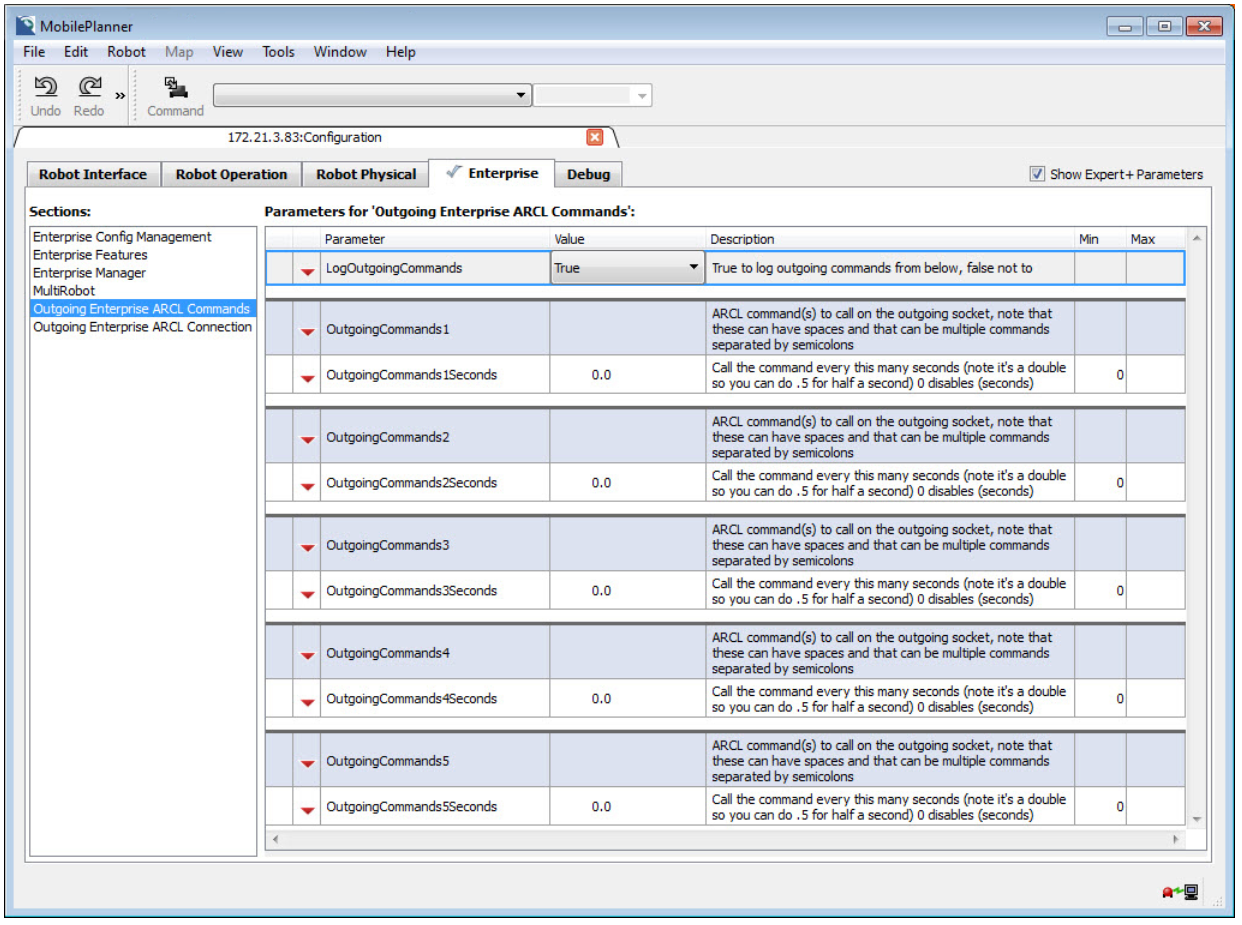 MobilePlanner
File Edit Robot Map View Tools Window Help
Undo Redo » Command
172.21.3.83:Configuration
Robot Interface Robot Operation Robot Physical Enterprise Debug Show Expert+ Parameters
Sections: Parameters for 'Outgoing Enterprise ARCL Commands':
Enterprise Config Management
Enterprise Features
Enterprise Manager
MultiRobot
Outgoing Enterprise ARCL Commands
Outgoing Enterprise ARCL Connection
Parameter Value Description Min Max
LogOutgoingCommands True True to log outgoing commands from below, false not to
OutgoingCommands1
ARCL command(s) to call on the outgoing socket, note that
these can have spaces and that can be multiple commands
separated by semicolons
OutgoingCommands1Seconds 0.0
Call the command every this many seconds (note it's a double
so you can do .5 for half a second) 0 disables (seconds)
0
OutgoingCommands2
ARCL command(s) to call on the outgoing socket, note that
these can have spaces and that can be multiple commands
separated by semicolons
OutgoingCommands2Seconds 0.0
Call the command every this many seconds (note it's a double
so you can do .5 for half a second) 0 disables (seconds)
0
OutgoingCommands3
ARCL command(s) to call on the outgoing socket, note that
these can have spaces and that can be multiple commands
separated by semicolons
OutgoingCommands3Seconds 0.0
Call the command every this many seconds (note it's a double
so you can do .5 for half a second) 0 disables (seconds)
0
OutgoingCommands4
ARCL command(s) to call on the outgoing socket, note that
these can have spaces and that can be multiple commands
separated by semicolons
OutgoingCommands4Seconds 0.0
Call the command every this many seconds (note it's a double
so you can do .5 for half a second) 0 disables (seconds)
0
OutgoingCommands5
ARCL command(s) to call on the outgoing socket, note that
these can have spaces and that can be multiple commands
separated by semicolons
OutgoingCommands5Seconds 0.0
Call the command every this many seconds (note it's a double
so you can do .5 for half a second) 0 disables (seconds)
0